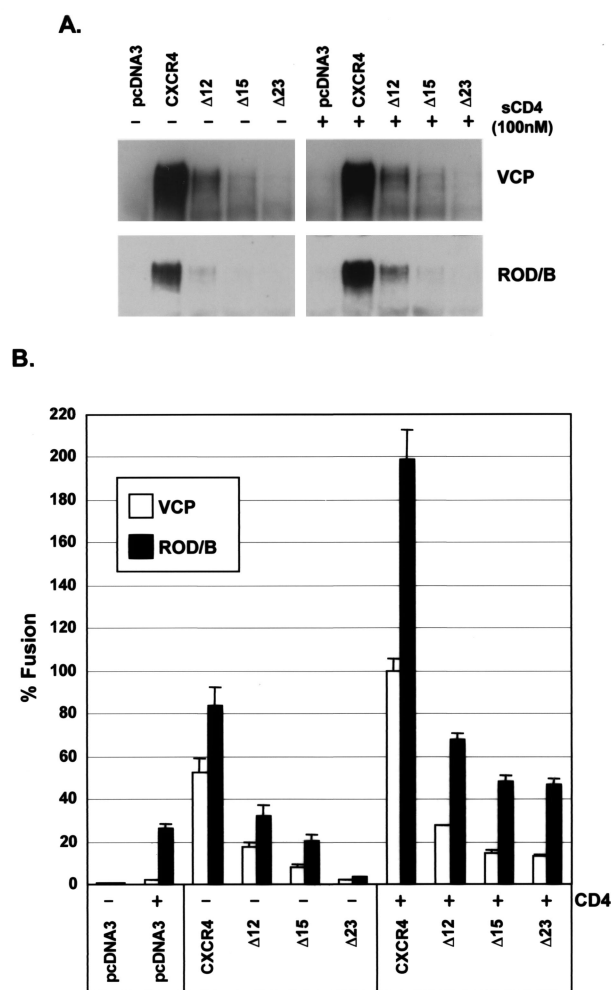 A.
pcDNA3 CXCR4 Δ12 Δ15 Δ23 pcDNA3 CXCR4 Δ12 Δ15 Δ23 sCD4
– – – – – + + + + + (100nM)
VCP
ROD/B
B.
220
200
180
160
140
120
100
80
60
40
20
0
% Fusion
VCP
ROD/B
– + – – – – + + + + CD4
pcDNA3 pcDNA3 CXCR4 Δ12 Δ15 Δ23 CXCR4 Δ12 Δ15 Δ23